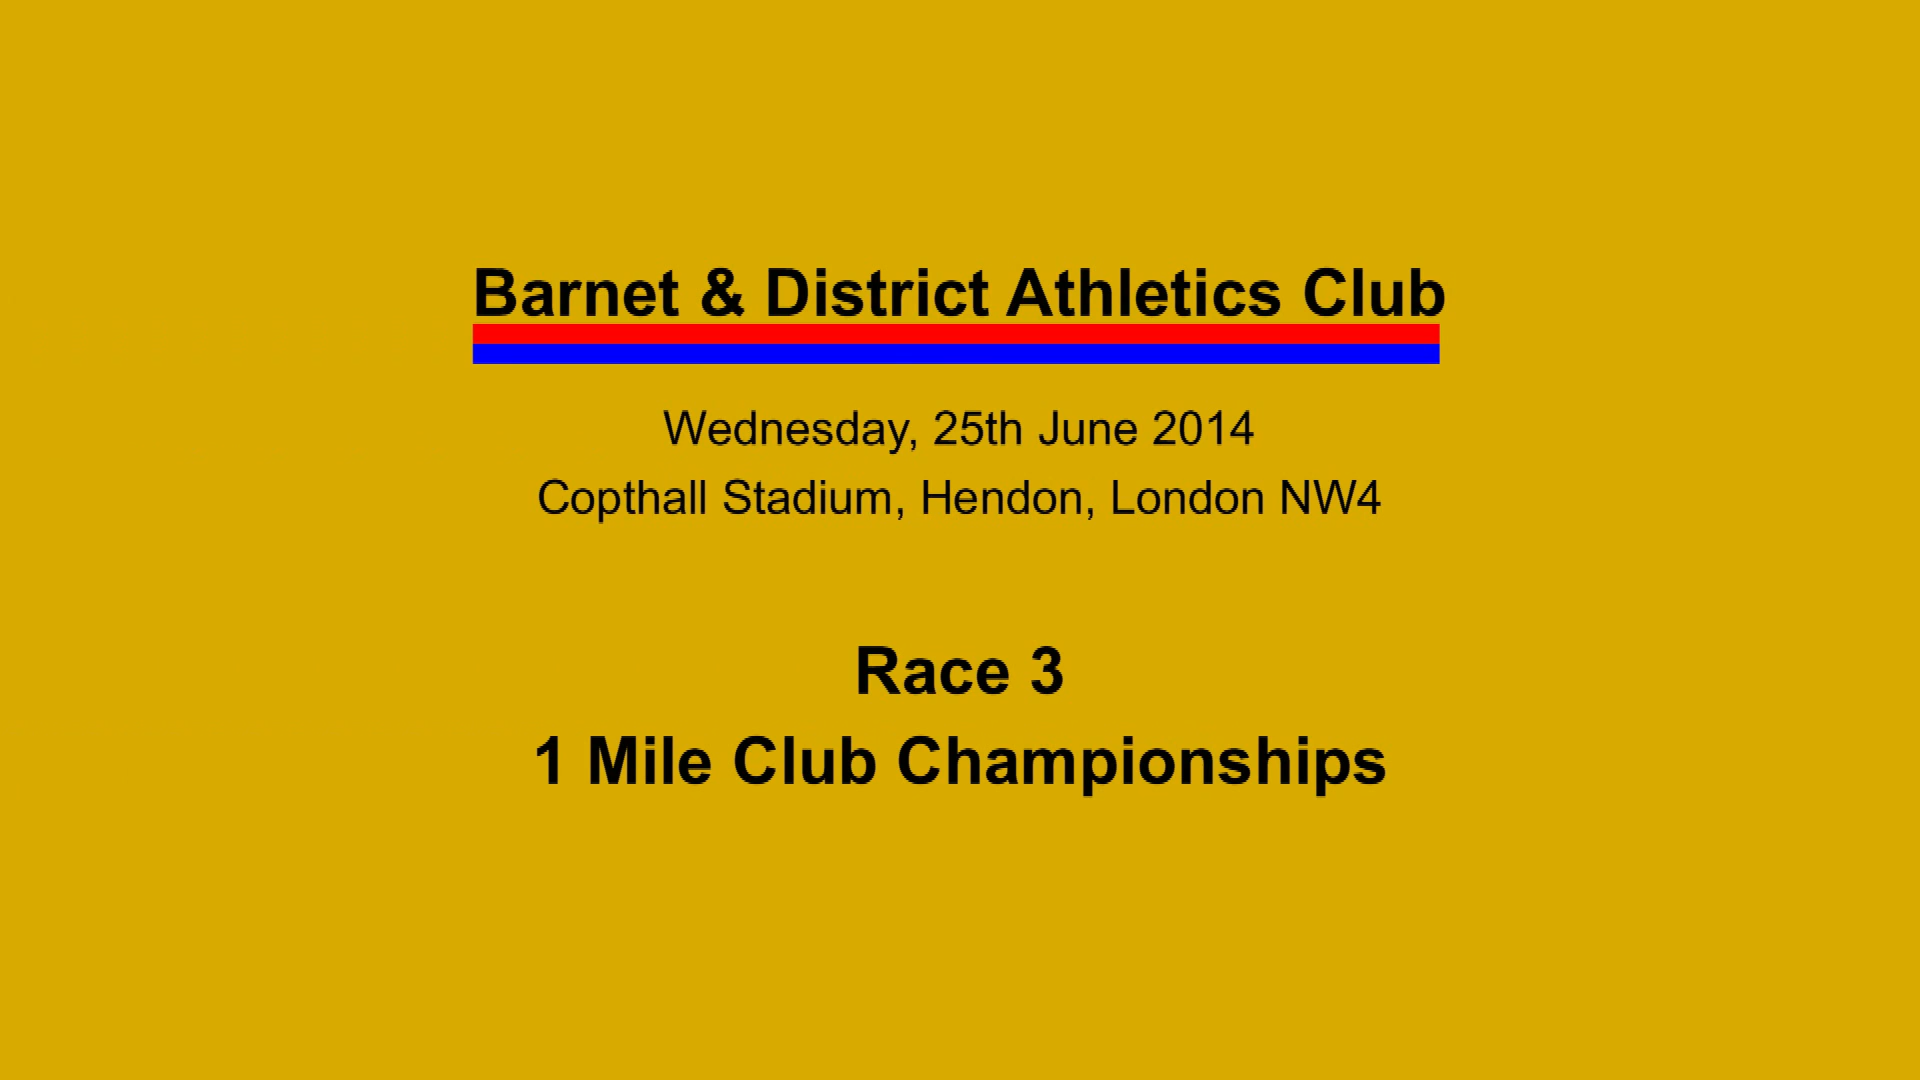 Barnet & District Athletics Club
Wednesday, 25th June 2014
Copthall Stadium, Hendon, London NW4
Race 3
1 Mile Club Championships